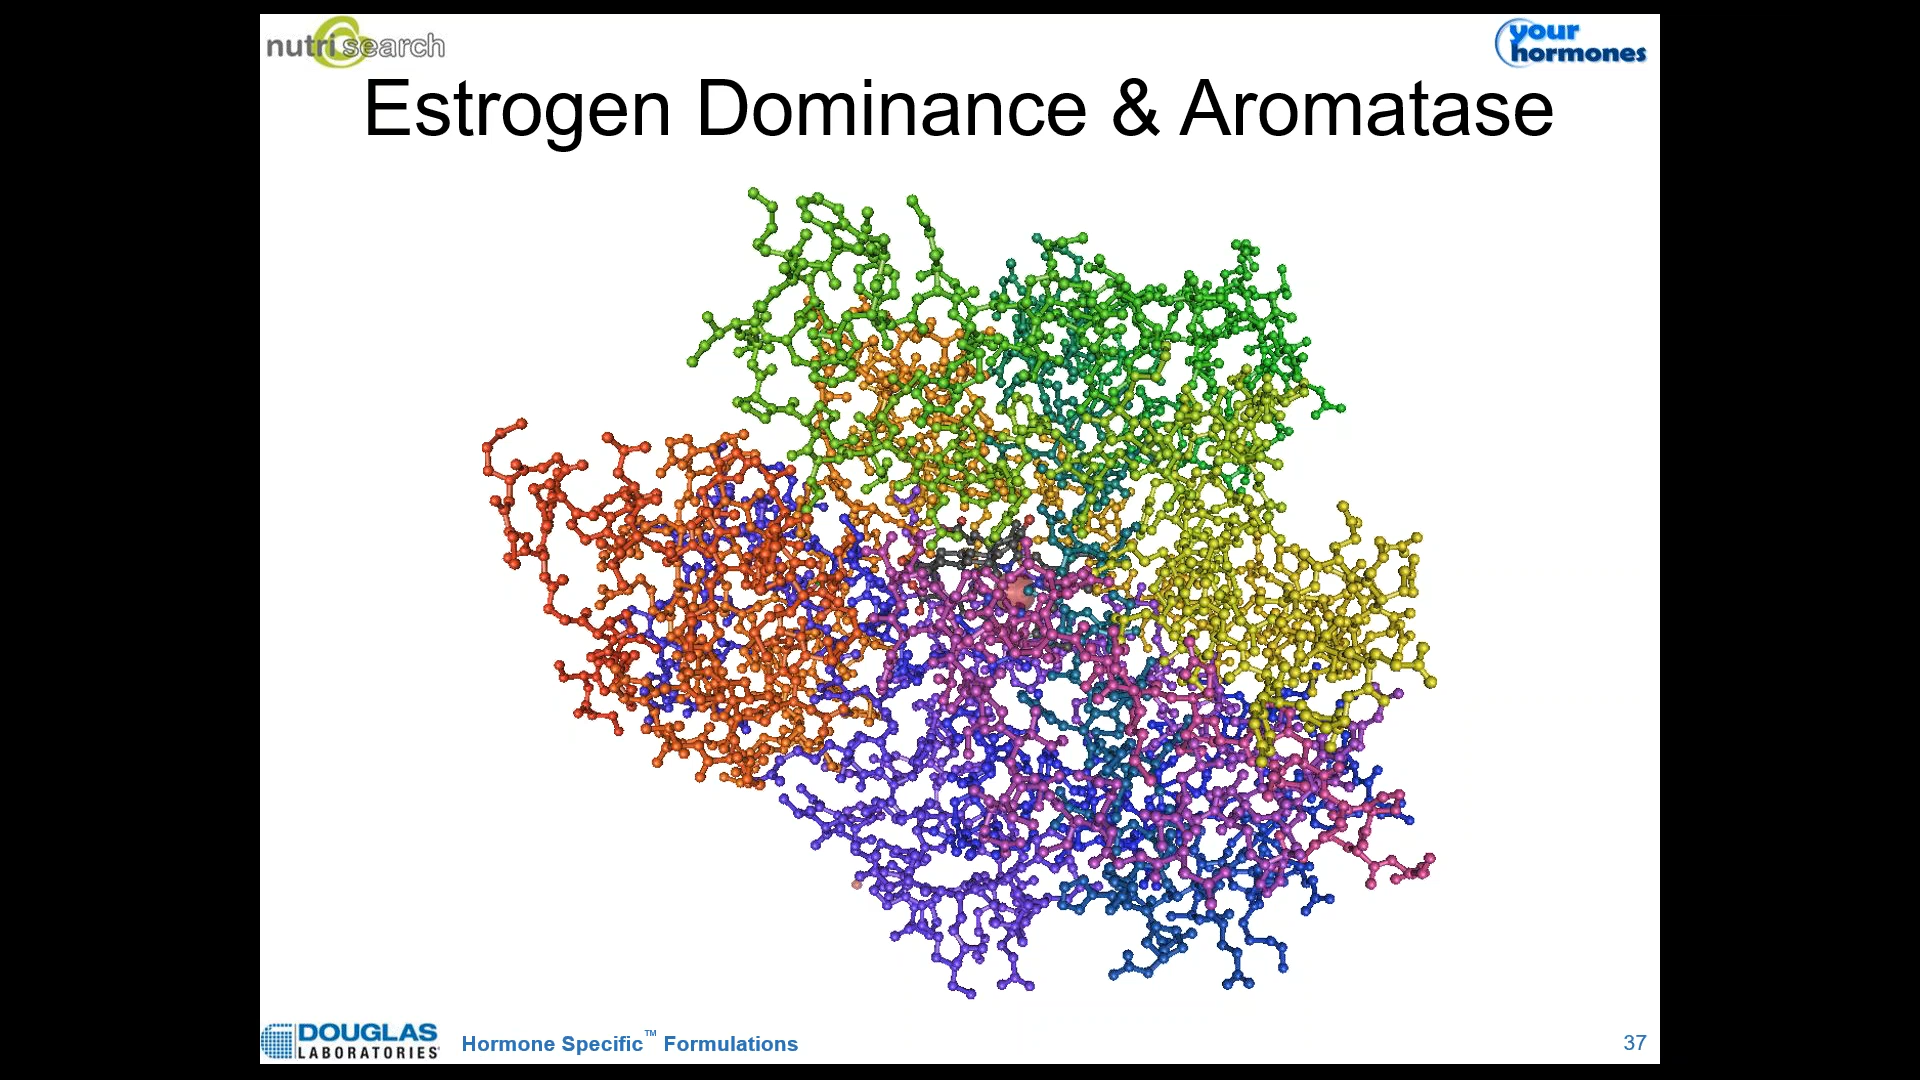 nutrisearch
your
hormones
Estrogen Dominance & Aromatase
DOUGLAS
LABORATORIES
Hormone Specific™ Formulations
37